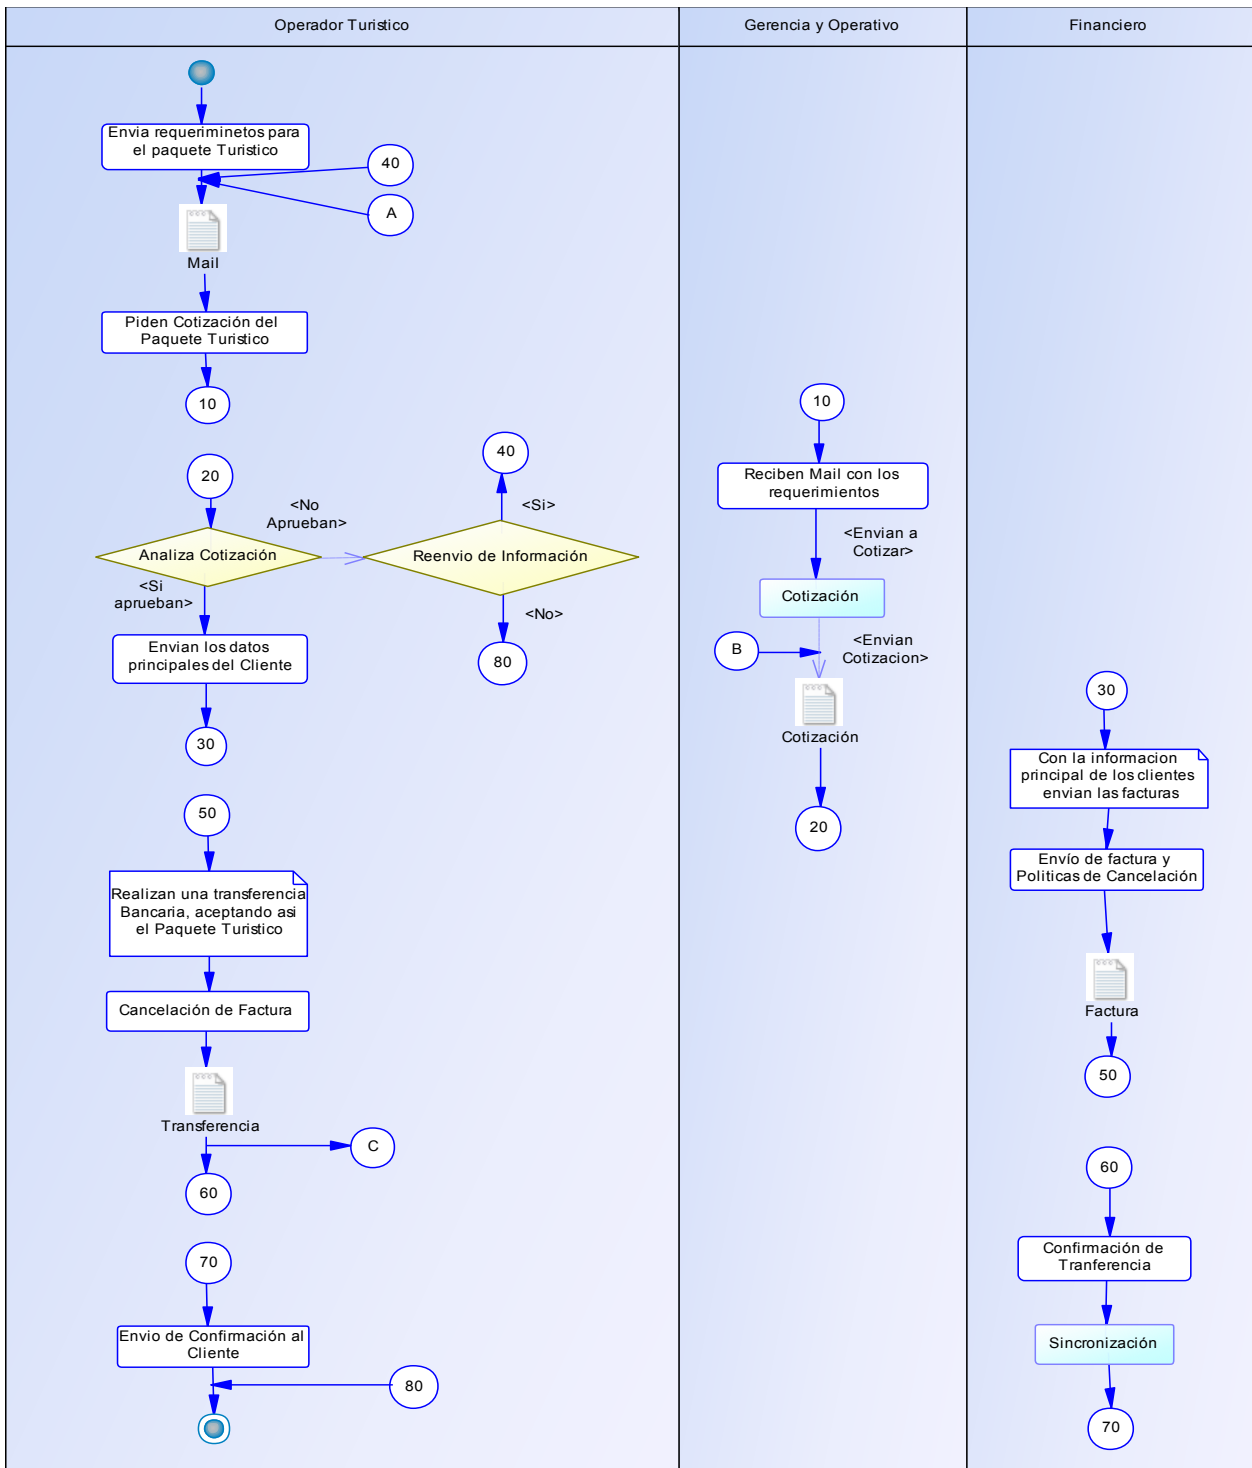 Operador Turistico
Envia requeriminetos para
el paquete Turistico
40
A
Mail
Piden Cotización del
Paquete Turistico
10
20
<No
Aprueban>
Analiza Cotización
<Si
aprueban>
40
<Si>
Reenvio de Información
<No>
80
Envian los datos
principales del Cliente
30
50
Realizan una transferencia
Bancaria, aceptando asi
el Paquete Turistico
Cancelación de Factura
Transferencia
C
60
70
Envio de Confirmación al
Cliente
80
Gerencia y Operativo
10
Reciben Mail con los
requerimientos
<Envian a
Cotizar>
Cotización
B
<Envian
Cotizacion>
Cotización
20
Financiero
30
Con la informacion
principal de los clientes
envian las facturas
Envío de factura y
Politicas de Cancelación
Factura
50
60
Confirmación de
Tranferencia
Sincronización
70